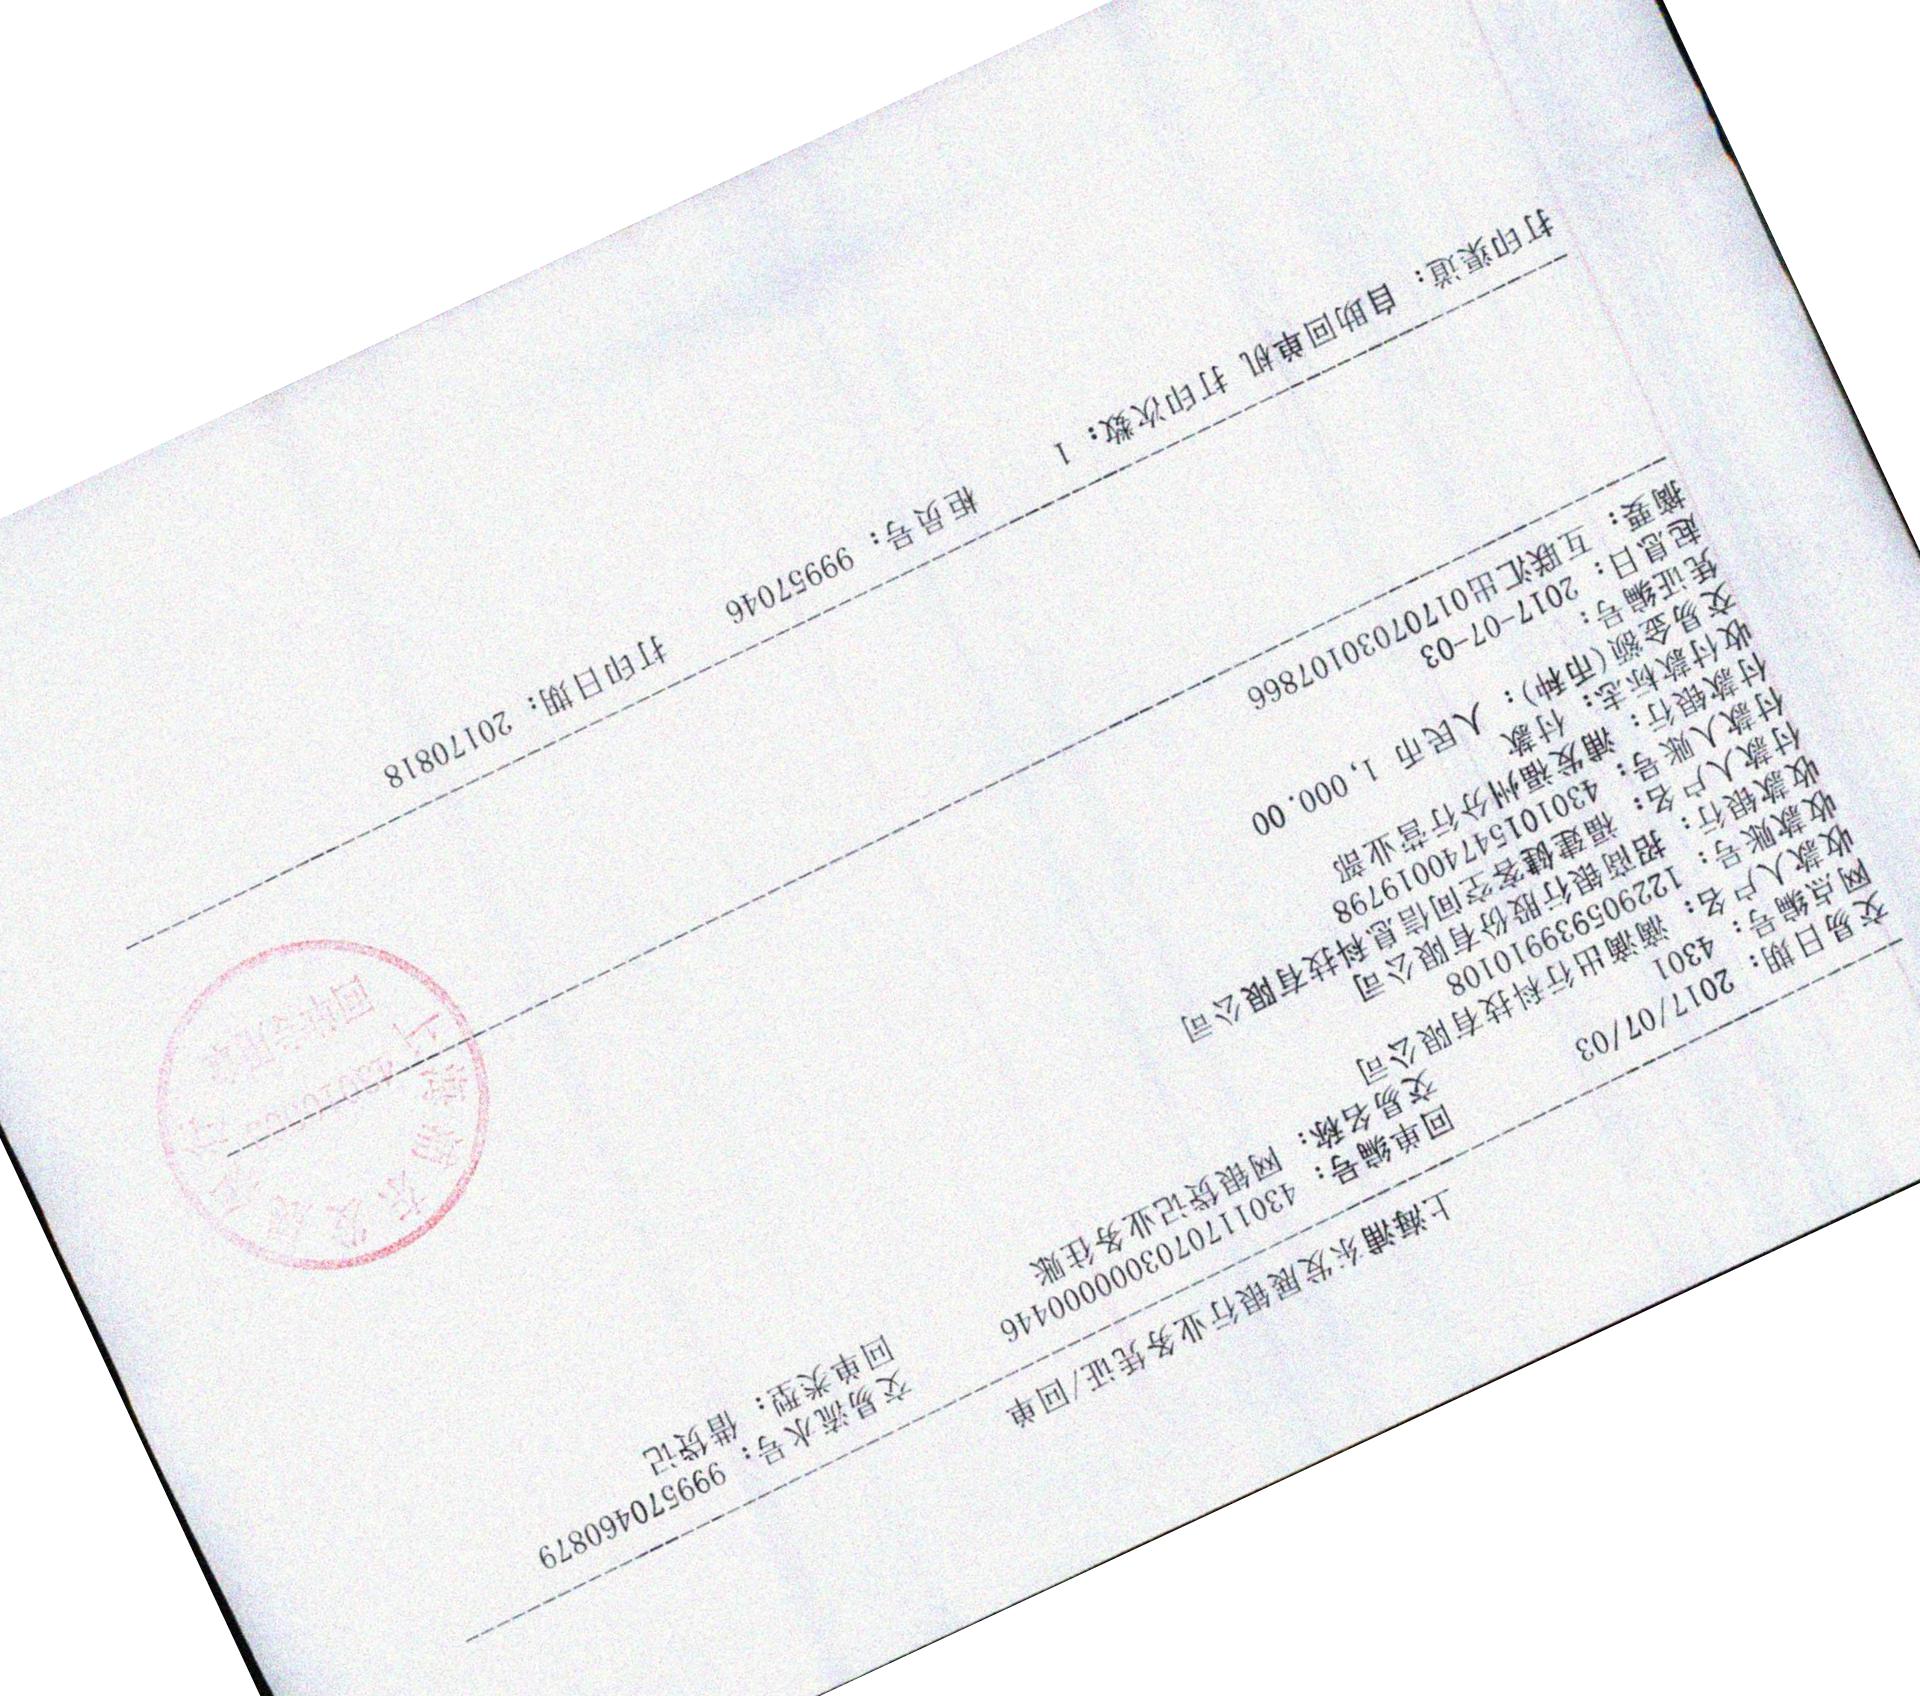 上海浦东发展银行业务凭证/回单
交易日期: 2017/07/03 回单编号: 430117070300000446 交易流水号: 999570460879
网点编号: 4301 交易名称: 网银贷记业务往账 回单类型: 借贷记
收款人户名: 滴滴出行科技有限公司
收款账号: 122905939910108
收款银行: 招商银行股份有限公司
付款人户名: 福建健客空间信息科技有限公司
付款人账号: 43010154740019798
付款银行: 浦发福州分行营业部
收付款标志: 付款
交易金额(币种): 人民币 1,000.00
凭证编号:
起息日: 2017-07-03
摘要: 互联汇出01707030107866
打印渠道: 自助回单机 打印次数: 1 柜员号: 99957046 打印日期: 20170818
上海浦东发展银
回单专用章